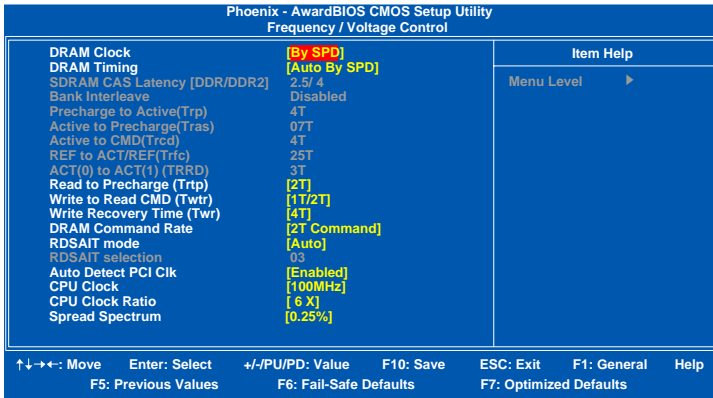 Phoenix - AwardBIOS CMOS Setup Utility
Frequency / Voltage Control
DRAM Clock [By SPD]
DRAM Timing [Auto By SPD]
SDRAM CAS Latency [DDR/DDR2] 2.5/ 4
Bank Interleave Disabled
Precharge to Active(Trp) 4T
Active to Precharge(Tras) 07T
Active to CMD(Trcd) 4T
REF to ACT/REF(Trfc) 25T
ACT(0) to ACT(1) (TRRD) 3T
Read to Precharge (Trtp) [2T]
Write to Read CMD (Twtr) [1T/2T]
Write Recovery Time (Twr) [4T]
DRAM Command Rate [2T Command]
RDSAIT mode [Auto]
RDSAIT selection 03
Auto Detect PCI Clk [Enabled]
CPU Clock [100MHz]
CPU Clock Ratio [ 6 X]
Spread Spectrum [0.25%]
Item Help
Menu Level ▶
↑↓→←: Move Enter: Select +/-/PU/PD: Value F10: Save ESC: Exit F1: General Help
F5: Previous Values F6: Fail-Safe Defaults F7: Optimized Defaults